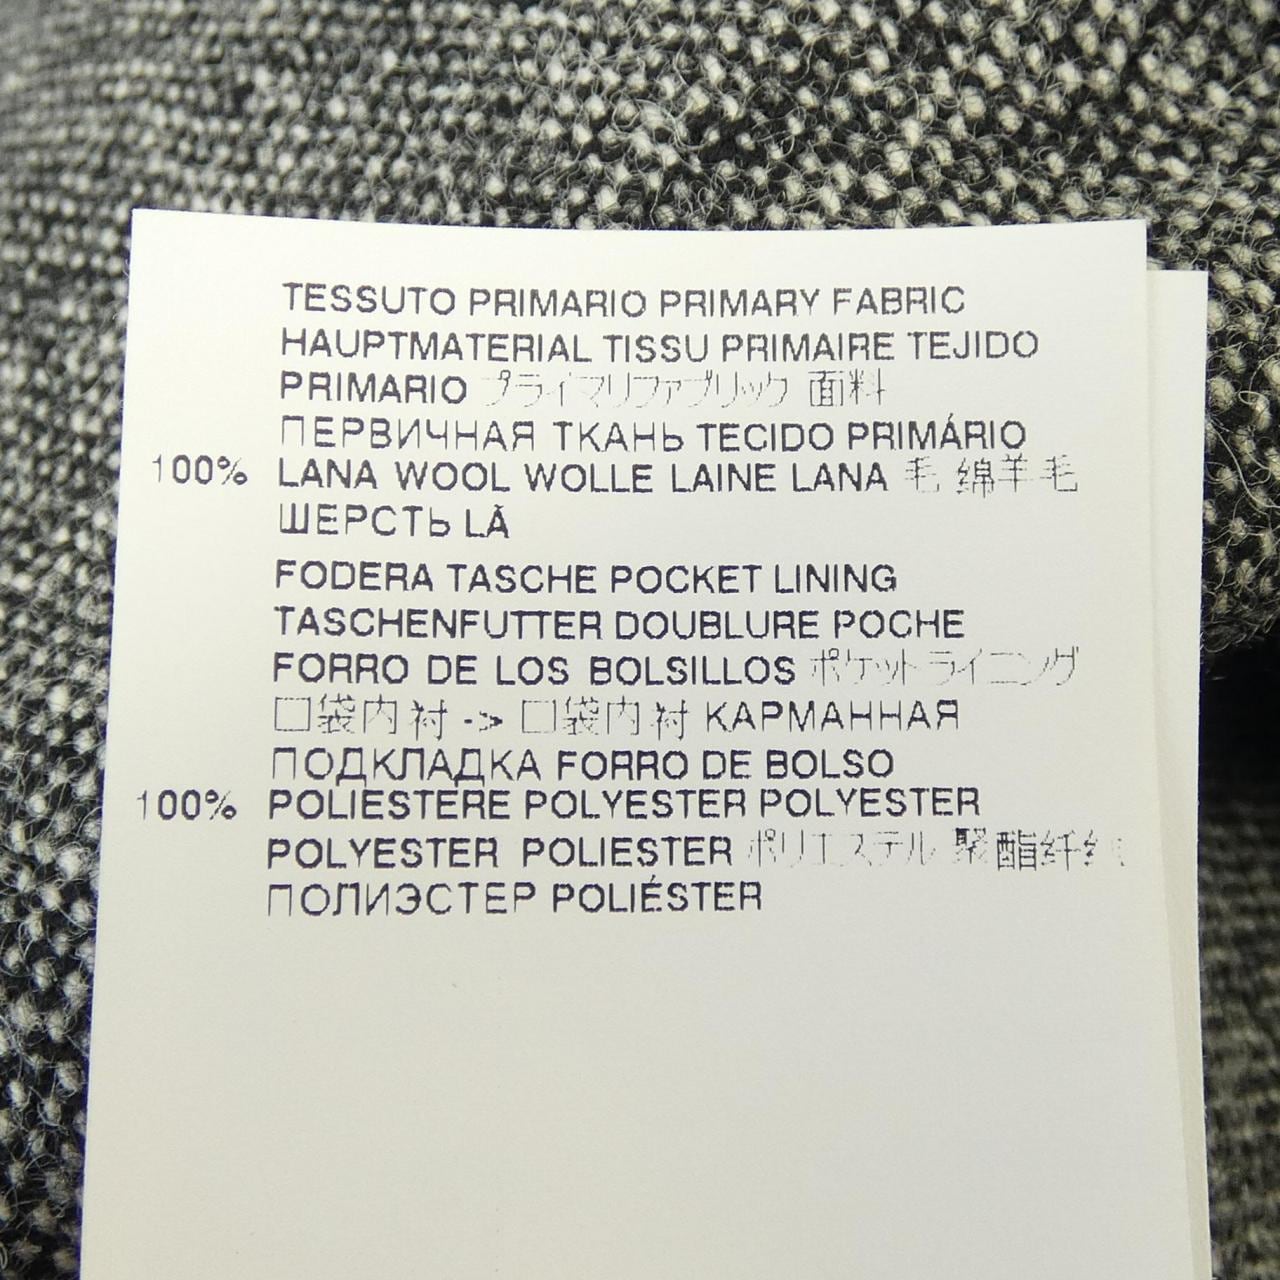 TESSUTO PRIMARIO PRIMARY FABRIC
HAUPTMATERIAL TISSU PRIMAIRE TEJIDO
PRIMARIO プライマリファブリック 面料
ПЕРВИЧНАЯ ТКАНЬ TECIDO PRIMÁRIO
100% LANA WOOL WOLLE LAINE LANA 毛 绵羊毛
ШЕРСТЬ LÃ
FODERA TASCHE POCKET LINING
TASCHENFUTTER DOUBLURE POCHE
FORRO DE LOS BOLSILLOS ポケットライニング
口袋内衬 -> 口袋内衬 КАРМАННАЯ
ПОДКЛАДКА FORRO DE BOLSO
100% POLIESTERE POLYESTER POLYESTER
POLYESTER POLIESTER ポリエステル 聚酯纤维
ПОЛИЭСТЕР POLIÉSTER